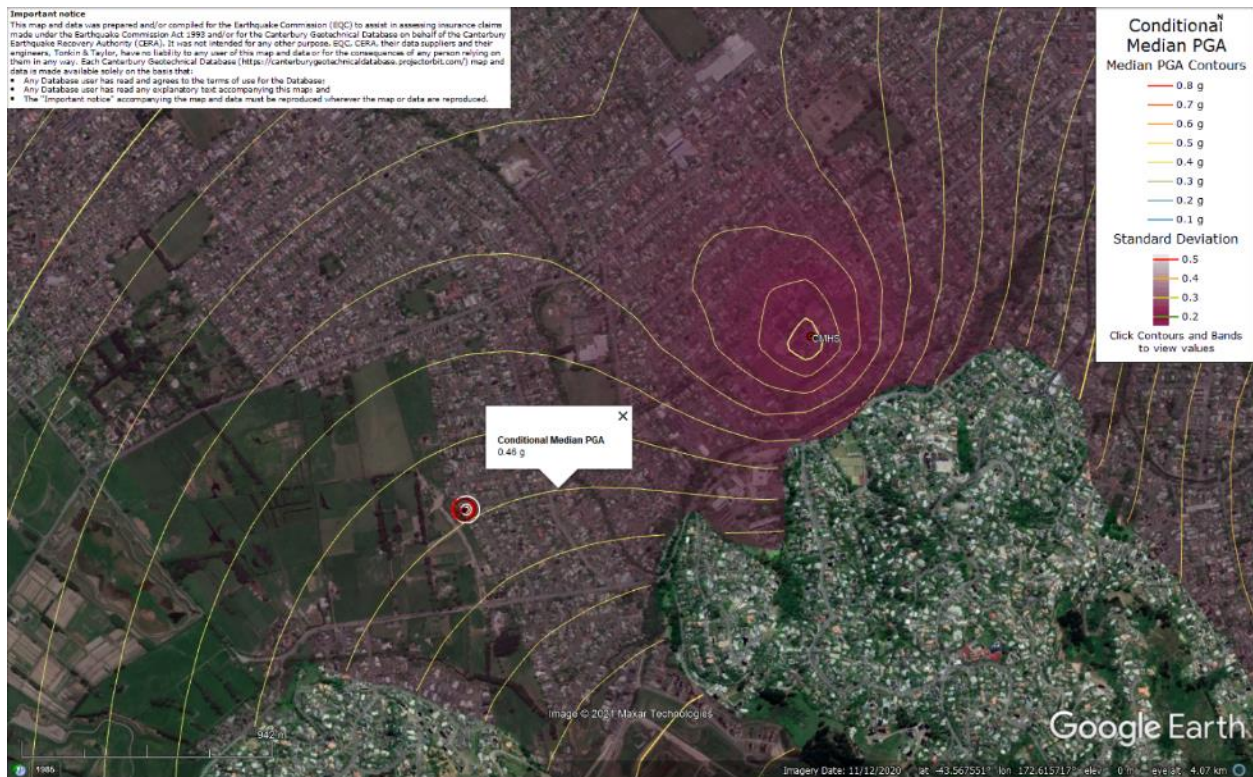 Important notice
This map and data was prepared and/or compiled for the Earthquake Commission (EQC) to assist in assessing insurance claims
made under the Earthquake Commission Act 1993 and/or for the Canterbury Geotechnical Database on behalf of the Canterbury
Earthquake Recovery Authority (CERA). It was not intended for any other purpose. EQC, CERA, their data suppliers and their
engineers, Tonkin & Taylor, have no liability to any user of this map and data or for the consequences of any person relying on
them in any way. Each Canterbury Geotechnical Database (https://canterburygeotechnicaldatabase.projectorbit.com/) map and
data is made available solely on the basis that:
• Any Database user has read and agrees to the terms of use for the Database;
• Any Database user has read any explanatory text accompanying this map; and
• The "Important notice" accompanying the map and data must be reproduced wherever the map or data are reproduced.
N
Conditional
Median PGA
Median PGA Contours
0.8 g
0.7 g
0.6 g
0.5 g
0.4 g
0.3 g
0.2 g
0.1 g
Standard Deviation
0.5
0.4
0.3
0.2
Click Contours and Bands
to view values
CMHS
Conditional Median PGA
0.46 g
Image © 2021 Maxar Technologies
Google Earth
942 m
1986
Imagery Date: 11/12/2020 lat -43.567551° lon 172.615717° elev 0 m eye alt 4.07 km